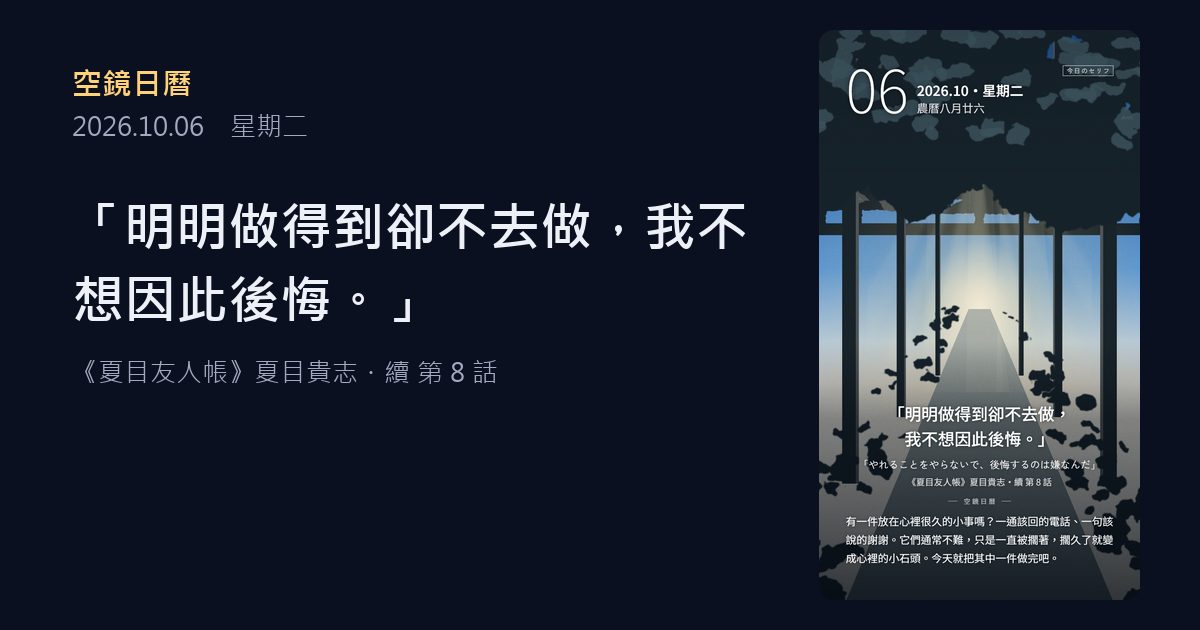 空鏡日曆
2026.10.06 星期二
「明明做得到卻不去做，我不
想因此後悔。」
《夏目友人帳》夏目貴志・續 第 8 話
今日のセリフ
06
2026.10・星期二
農曆八月廿六
「明明做得到卻不去做，
我不想因此後悔。」
「やれることをやらないで、後悔するのは嫌なんだ」
《夏目友人帳》夏目貴志・續 第 8 話
— 空鏡日曆 —
有一件放在心裡很久的小事嗎？一通該回的電話、一句該
說的謝謝。它們通常不難，只是一直被擱著，擱久了就變
成心裡的小石頭。今天就把其中一件做完吧。